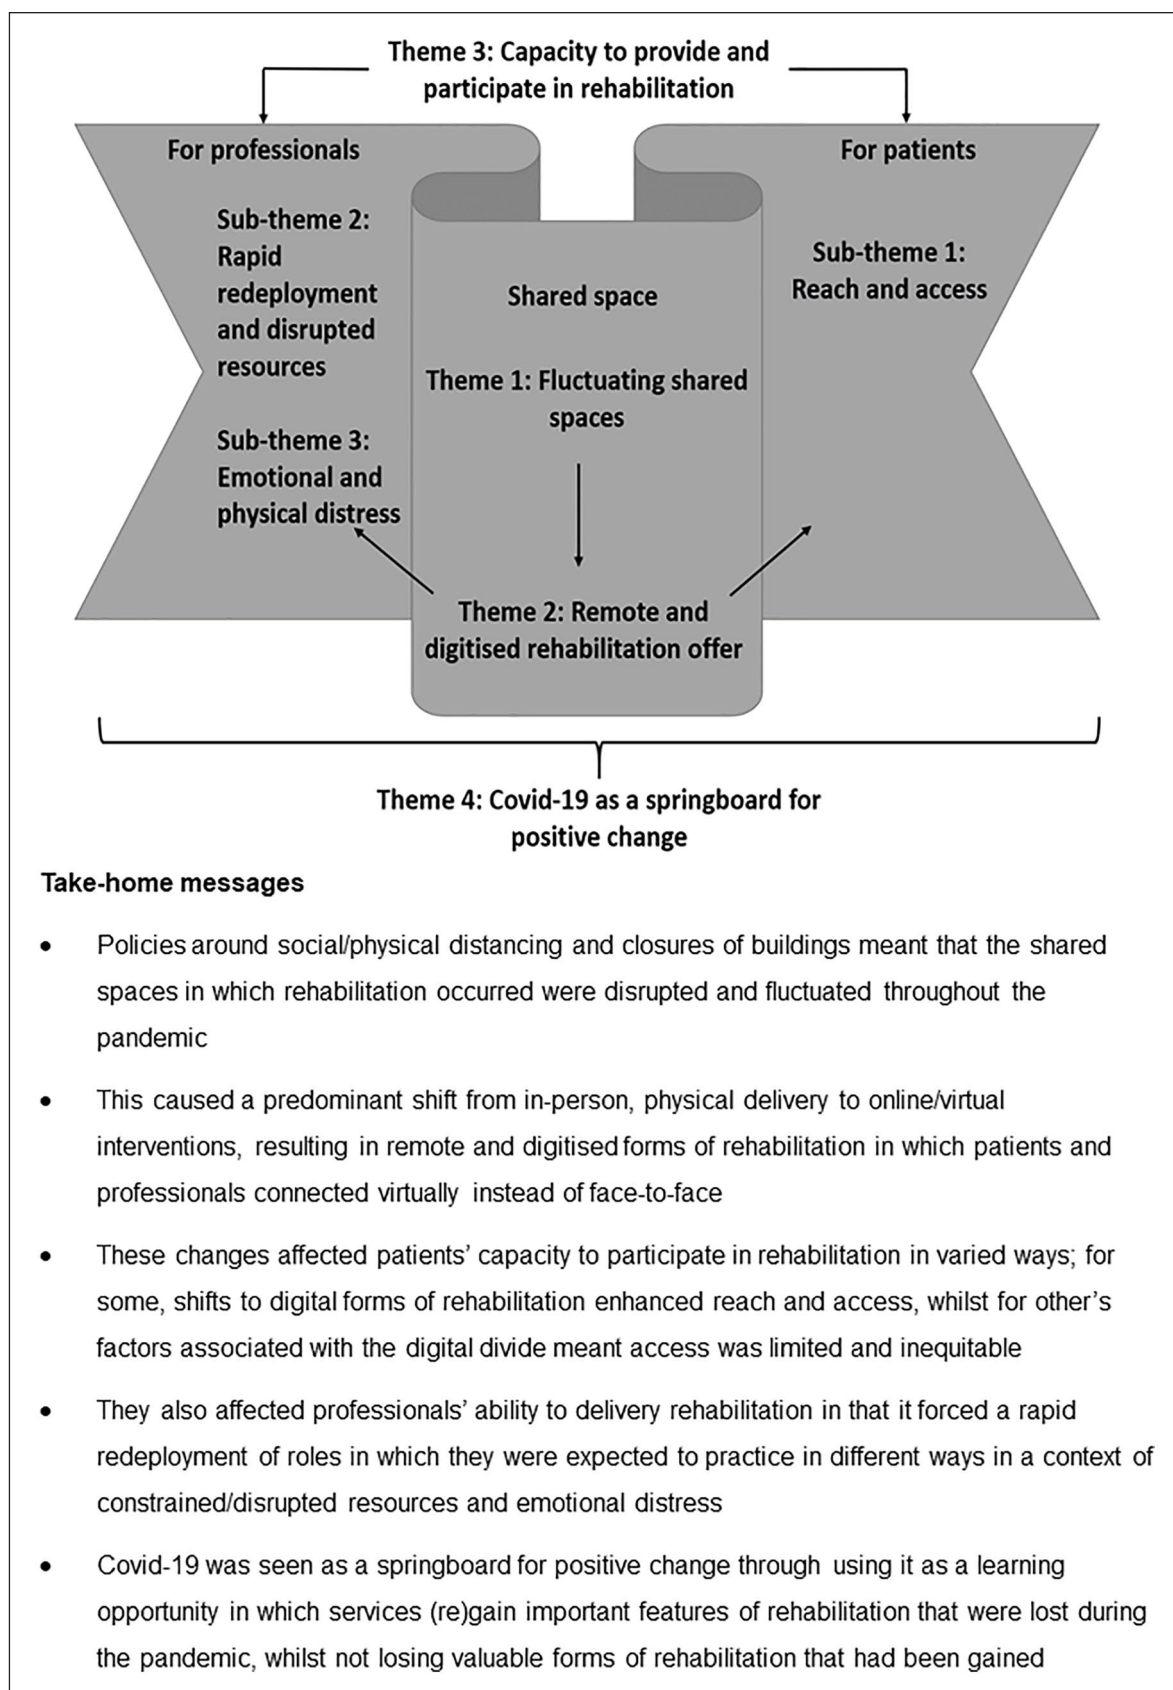 Theme 3: Capacity to provide and
participate in rehabilitation
For professionals
For patients
Sub-theme 2:
Rapid
redeployment
and disrupted
resources
Sub-theme 3:
Emotional and
physical distress
Shared space
Theme 1: Fluctuating shared
spaces
Sub-theme 1:
Reach and access
Theme 2: Remote and
digitised rehabilitation offer
Theme 4: Covid-19 as a springboard for
positive change
Take-home messages
• Policies around social/physical distancing and closures of buildings meant that the shared
spaces in which rehabilitation occurred were disrupted and fluctuated throughout the
pandemic
• This caused a predominant shift from in-person, physical delivery to online/virtual
interventions, resulting in remote and digitised forms of rehabilitation in which patients and
professionals connected virtually instead of face-to-face
• These changes affected patients’ capacity to participate in rehabilitation in varied ways; for
some, shifts to digital forms of rehabilitation enhanced reach and access, whilst for other’s
factors associated with the digital divide meant access was limited and inequitable
• They also affected professionals’ ability to delivery rehabilitation in that it forced a rapid
redeployment of roles in which they were expected to practice in different ways in a context of
constrained/disrupted resources and emotional distress
• Covid-19 was seen as a springboard for positive change through using it as a learning
opportunity in which services (re)gain important features of rehabilitation that were lost during
the pandemic, whilst not losing valuable forms of rehabilitation that had been gained